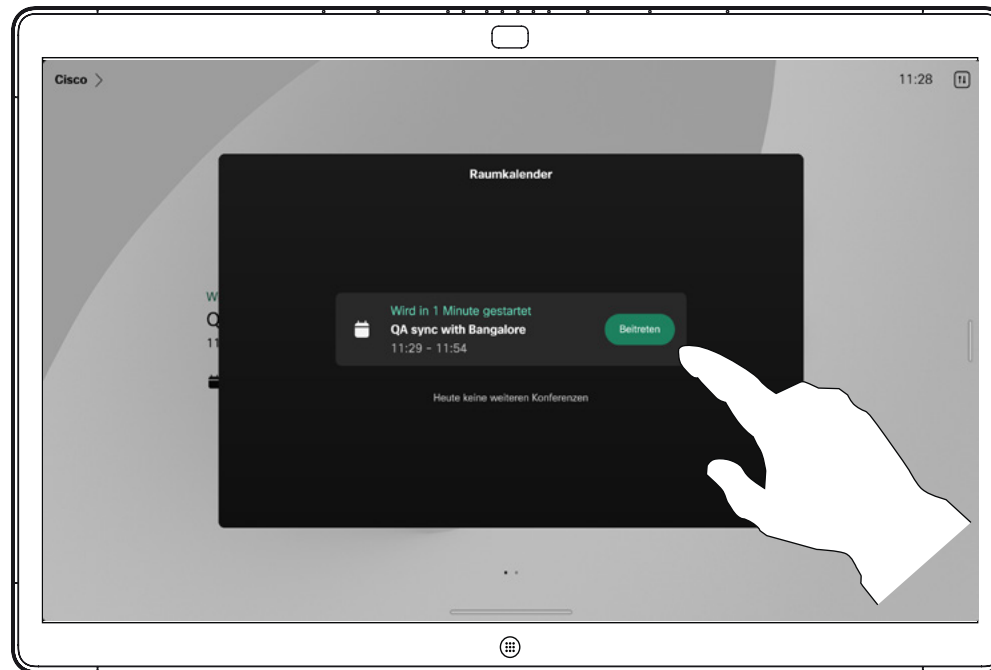 Cisco
11:28
Raumkalender
W
Wird in 1 Minute gestartet
Q
QA sync with Bangalore
Beitreten
11
11:29 - 11:54
Heute keine weiteren Konferenzen